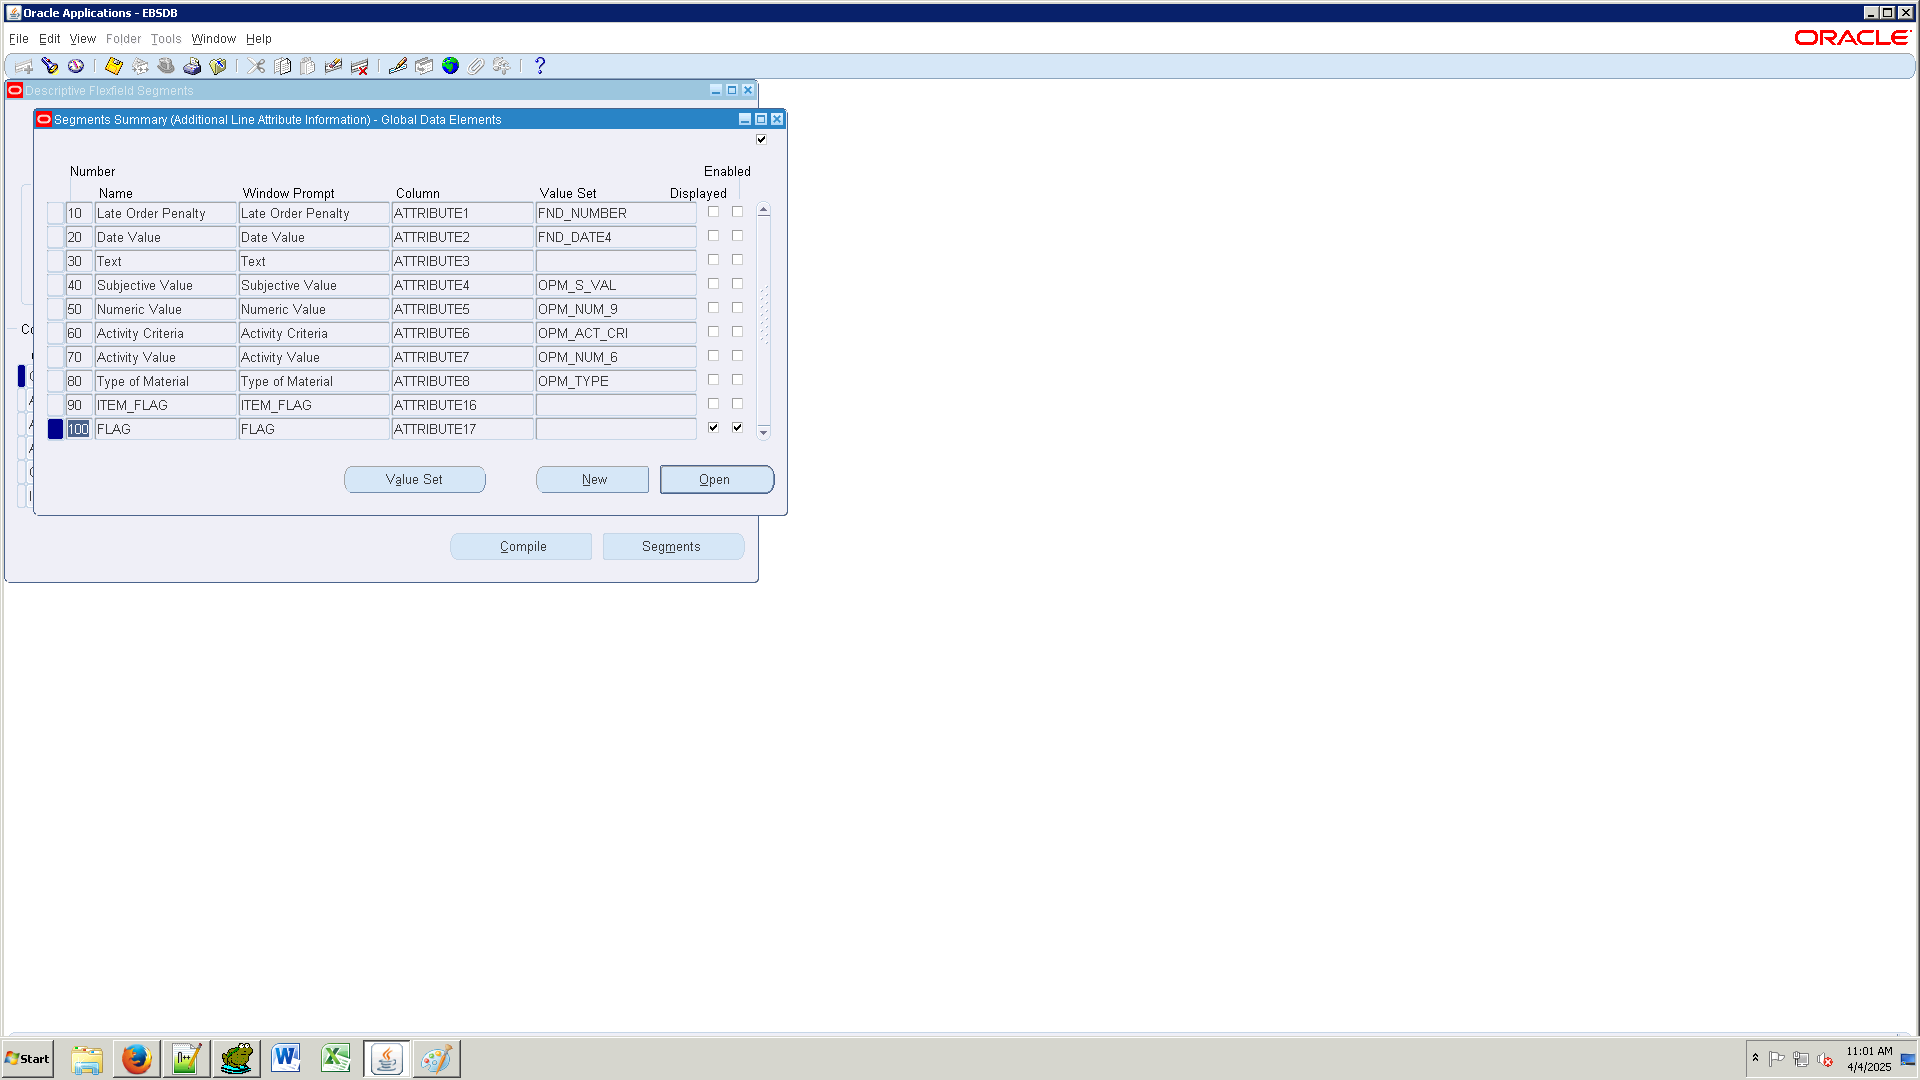 Oracle Applications - EBSDB
File Edit View Folder Tools Window Help
ORACLE
Descriptive Flexfield Segments
Segments Summary (Additional Line Attribute Information) - Global Data Elements
Number Enabled
Name Window Prompt Column Value Set Displayed
10 Late Order Penalty Late Order Penalty ATTRIBUTE1 FND_NUMBER
20 Date Value Date Value ATTRIBUTE2 FND_DATE4
30 Text Text ATTRIBUTE3
40 Subjective Value Subjective Value ATTRIBUTE4 OPM_S_VAL
50 Numeric Value Numeric Value ATTRIBUTE5 OPM_NUM_9
60 Activity Criteria Activity Criteria ATTRIBUTE6 OPM_ACT_CRI
70 Activity Value Activity Value ATTRIBUTE7 OPM_NUM_6
80 Type of Material Type of Material ATTRIBUTE8 OPM_TYPE
90 ITEM_FLAG ITEM_FLAG ATTRIBUTE16
100 FLAG FLAG ATTRIBUTE17
Value Set New Open
Compile Segments
Start
11:01 AM
4/4/2025